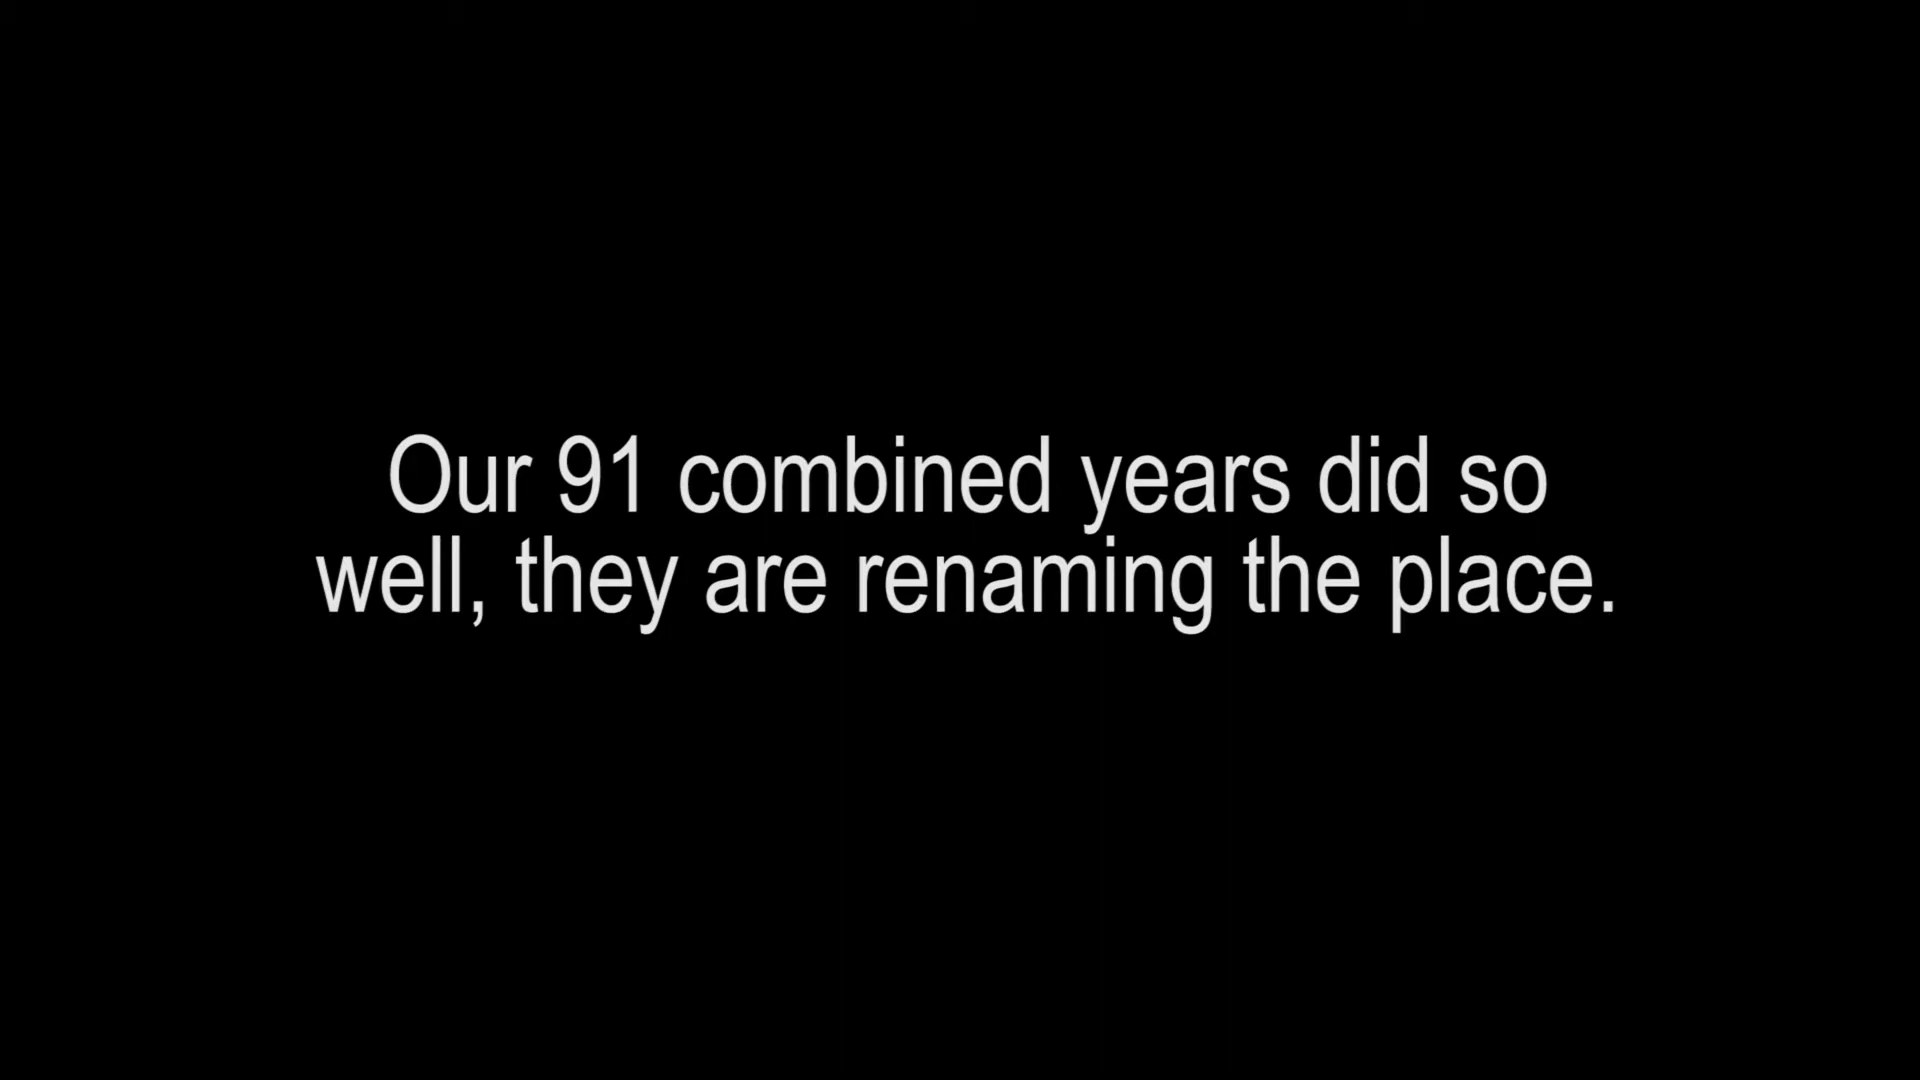 Our 91 combined years did so
well, they are renaming the place.